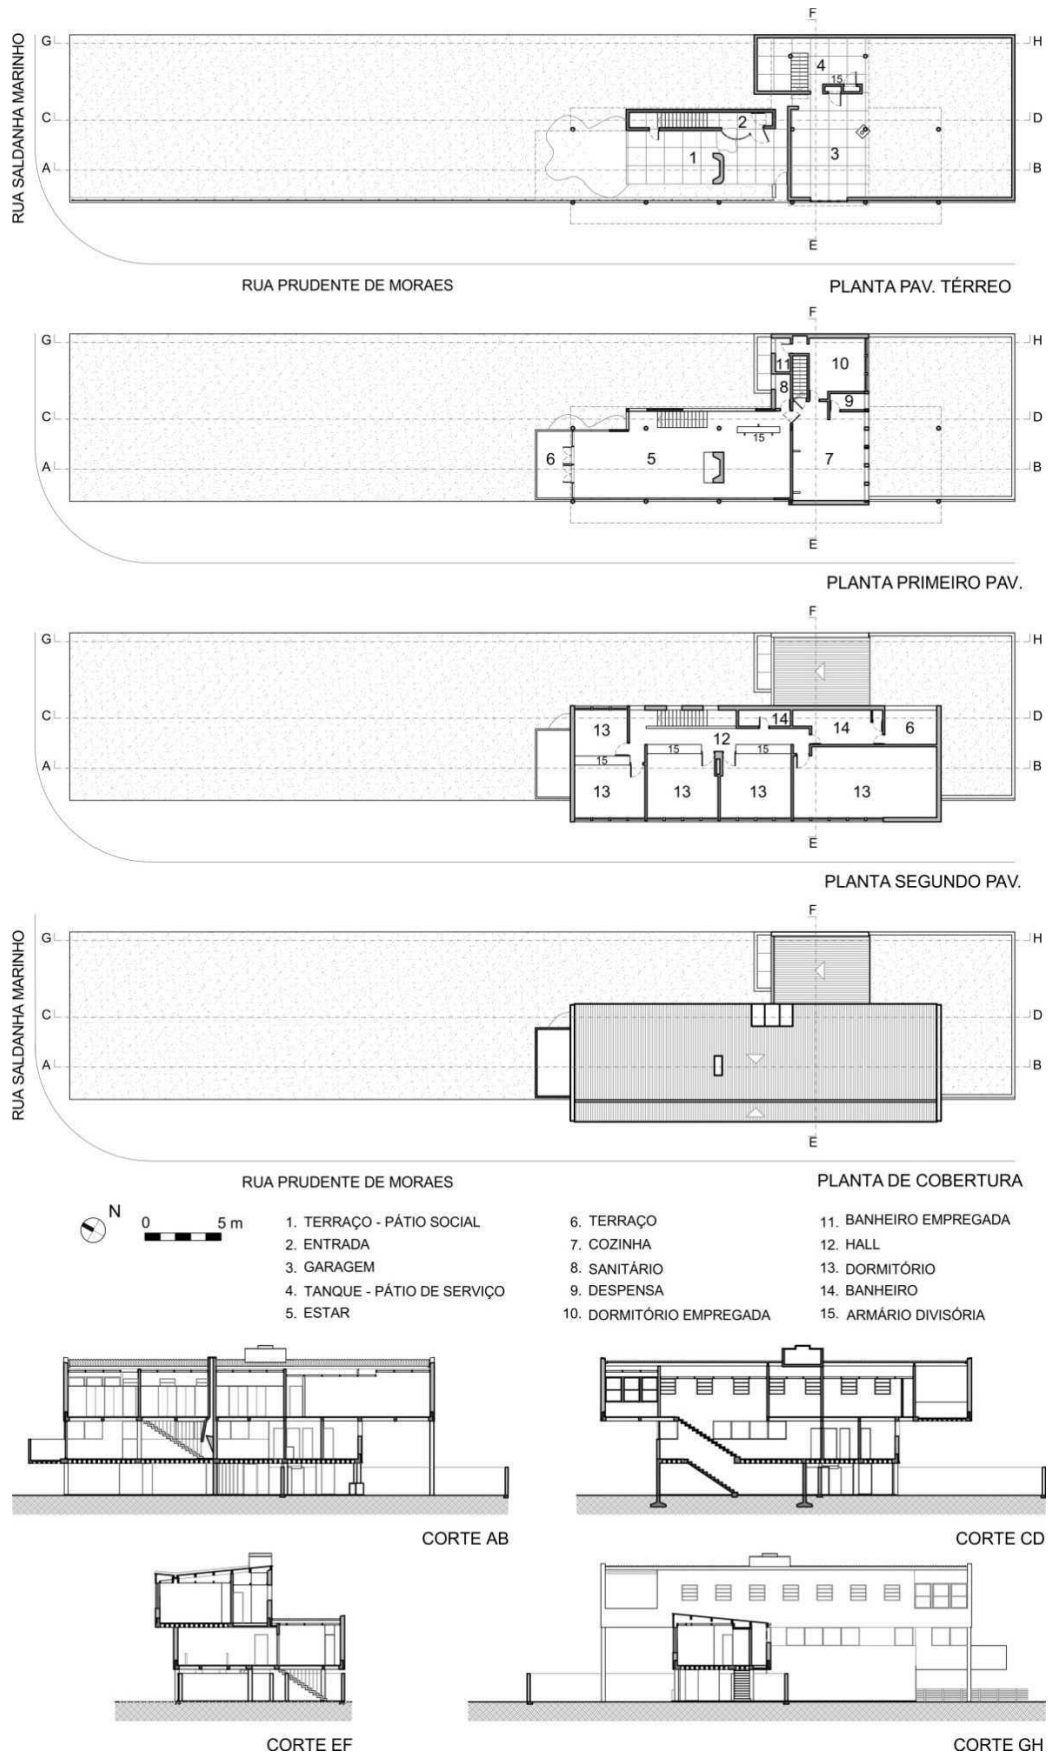 F
G H
RUA SALDANHA MARINHO
4
15
C D
2
A B
1
3
E
RUA PRUDENTE DE MORAES
PLANTA PAV. TÉRREO
F
G H
11 10
8
9
C D
15
A B
6 5 7
E
PLANTA PRIMEIRO PAV.
F
G H
C D
13 14 14 6
12
15 15
A B
15
13 13 13 13
E
PLANTA SEGUNDO PAV.
F
G H
RUA SALDANHA MARINHO
C D
A B
E
RUA PRUDENTE DE MORAES
PLANTA DE COBERTURA
N
0 5 m
1. TERRAÇO - PÁTIO SOCIAL
2. ENTRADA
3. GARAGEM
4. TANQUE - PÁTIO DE SERVIÇO
5. ESTAR
6. TERRAÇO
7. COZINHA
8. SANITÁRIO
9. DESPENSA
10. DORMITÓRIO EMPREGADA
11. BANHEIRO EMPREGADA
12. HALL
13. DORMITÓRIO
14. BANHEIRO
15. ARMÁRIO DIVISÓRIA
CORTE AB
CORTE CD
CORTE EF
CORTE GH